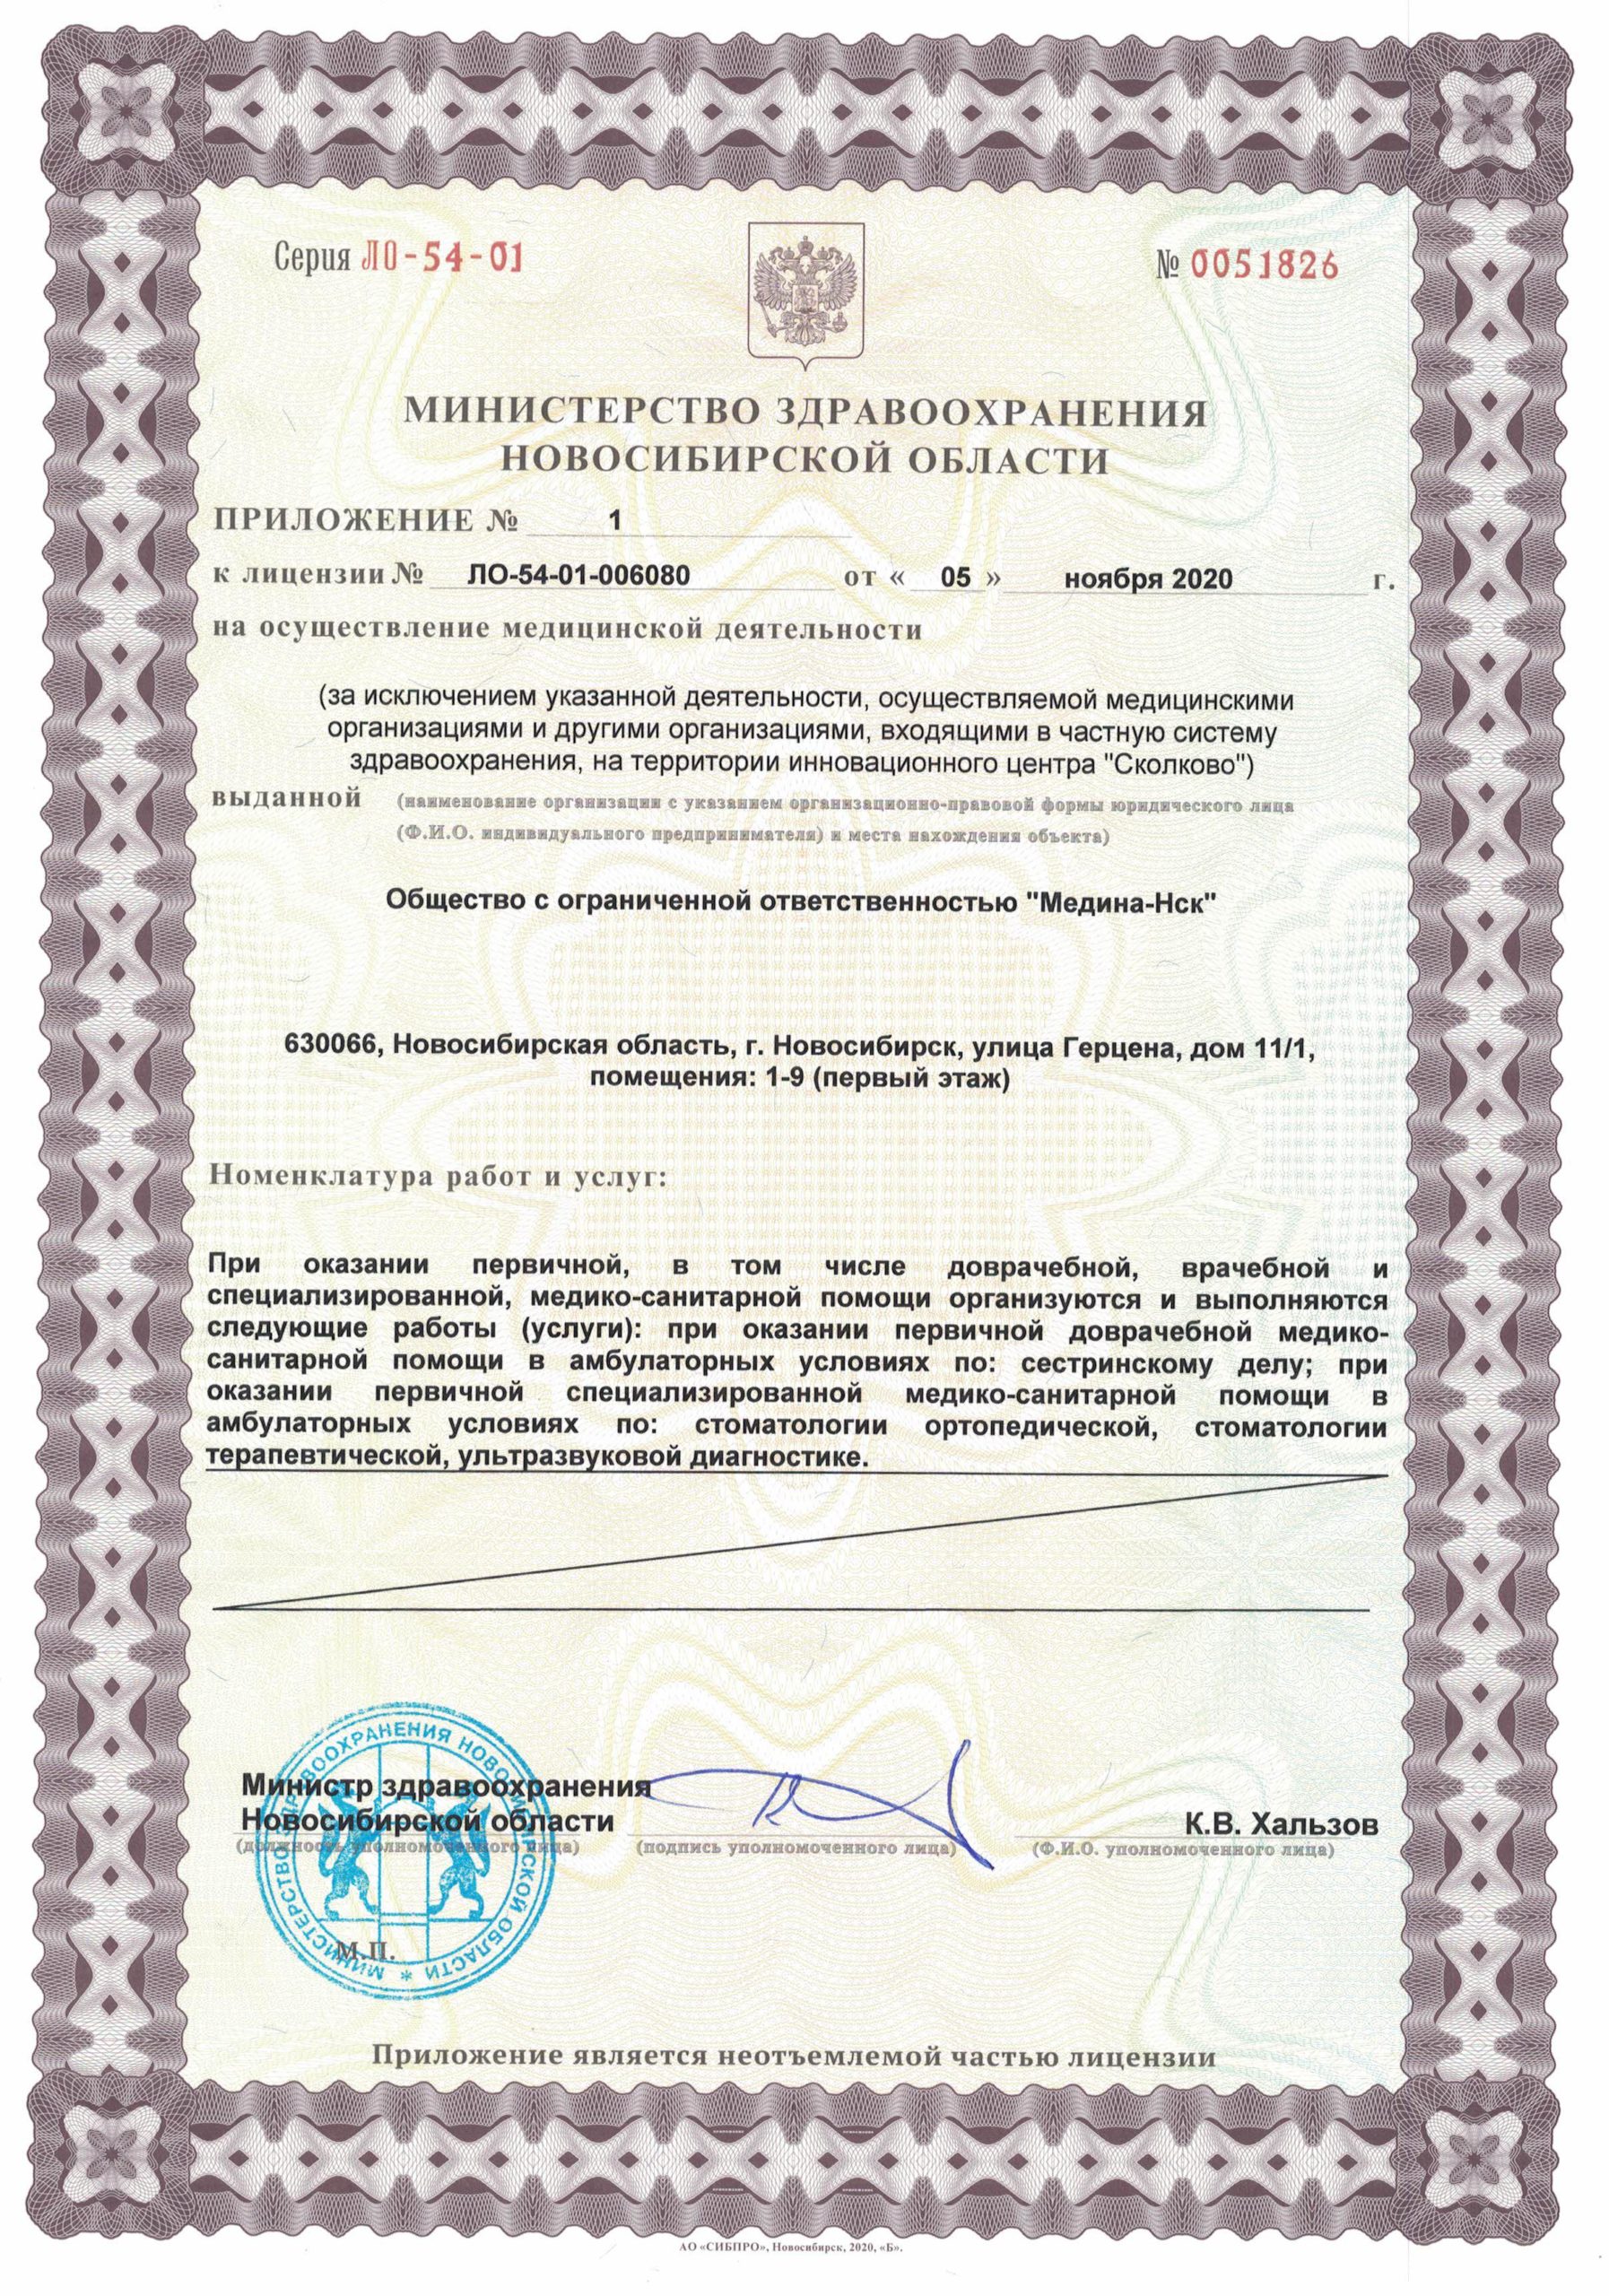 Серия ЛО-54-01
№ 0051826
МИНИСТЕРСТВО ЗДРАВООХРАНЕНИЯ
НОВОСИБИРСКОЙ ОБЛАСТИ
ПРИЛОЖЕНИЕ № 1
к лицензии № ЛО-54-01-006080 от « 05 » ноября 2020 г.
на осуществление медицинской деятельности
(за исключением указанной деятельности, осуществляемой медицинскими
организациями и другими организациями, входящими в частную систему
здравоохранения, на территории инновационного центра "Сколково")
выданной (наименование организации с указанием организационно-правовой формы юридического лица
(Ф.И.О. индивидуального предпринимателя) и места нахождения объекта)
Общество с ограниченной ответственностью "Медина-Нск"
630066, Новосибирская область, г. Новосибирск, улица Герцена, дом 11/1,
помещения: 1-9 (первый этаж)
Номенклатура работ и услуг:
При оказании первичной, в том числе доврачебной, врачебной и
специализированной, медико-санитарной помощи организуются и выполняются
следующие работы (услуги): при оказании первичной доврачебной медико-
санитарной помощи в амбулаторных условиях по: сестринскому делу; при
оказании первичной специализированной медико-санитарной помощи в
амбулаторных условиях по: стоматологии ортопедической, стоматологии
терапевтической, ультразвуковой диагностике.
Министр здравоохранения
Новосибирской области
К.В. Хальзов
(должность уполномоченного лица)
(подпись уполномоченного лица)
(Ф.И.О. уполномоченного лица)
МИНИСТЕРСТВО ЗДРАВООХРАНЕНИЯ НОВОСИБИРСКОЙ ОБЛАСТИ *
М.П.
Приложение является неотъемлемой частью лицензии
АО «СИБПРО», Новосибирск, 2020, «Б».